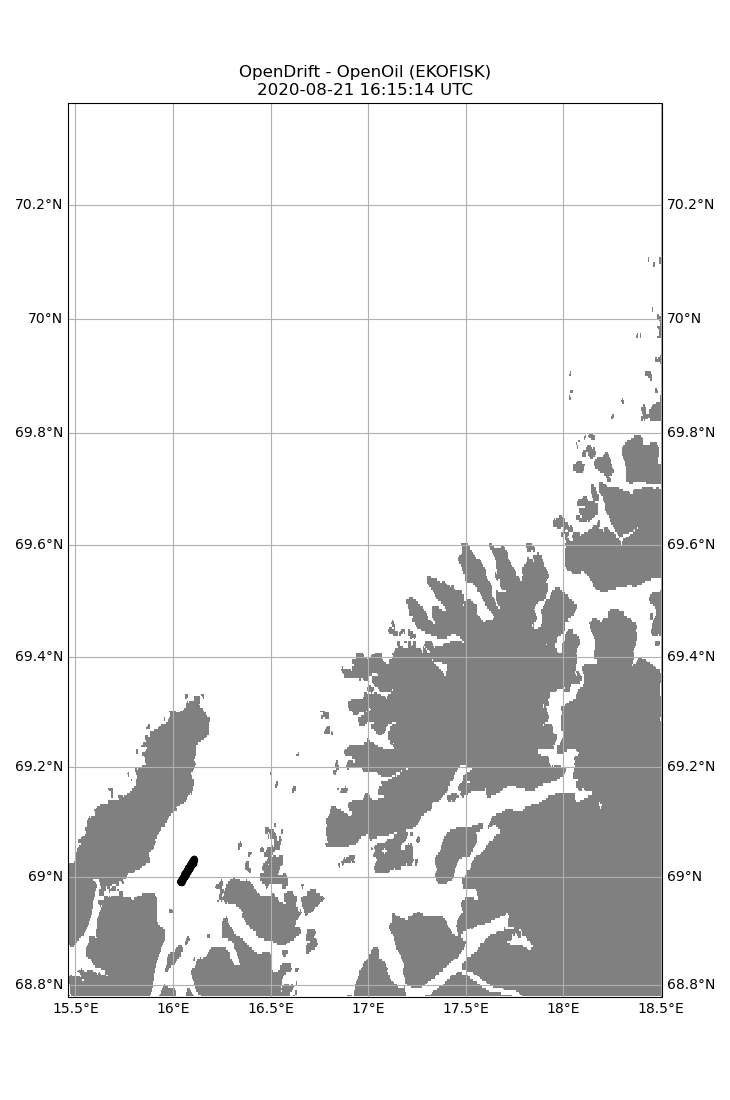 OpenDrift - OpenOil (EKOFISK)
2020-08-21 16:15:14 UTC
70.2°N 70.2°N
70°N 70°N
69.8°N 69.8°N
69.6°N 69.6°N
69.4°N 69.4°N
69.2°N 69.2°N
69°N 69°N
68.8°N 68.8°N
15.5°E 16°E 16.5°E 17°E 17.5°E 18°E 18.5°E